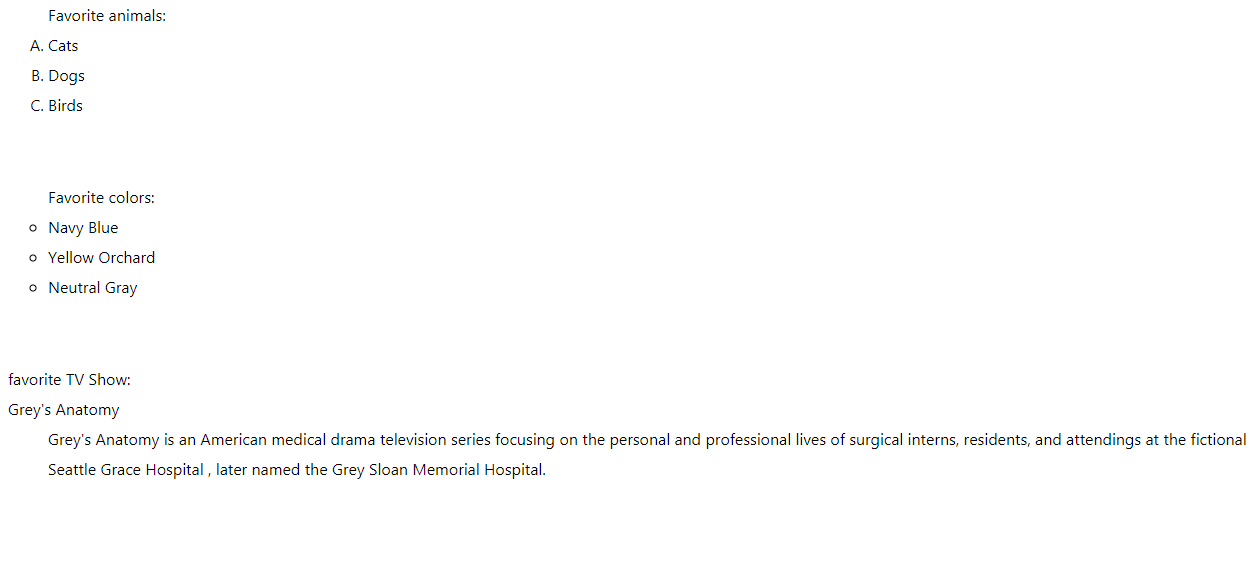 Favorite animals:
A. Cats
B. Dogs
C. Birds
Favorite colors:
Navy Blue
Yellow Orchard
Neutral Gray
favorite TV Show:
Grey's Anatomy
Grey's Anatomy is an American medical drama television series focusing on the personal and professional lives of surgical interns, residents, and attendings at the fictional
Seattle Grace Hospital , later named the Grey Sloan Memorial Hospital.